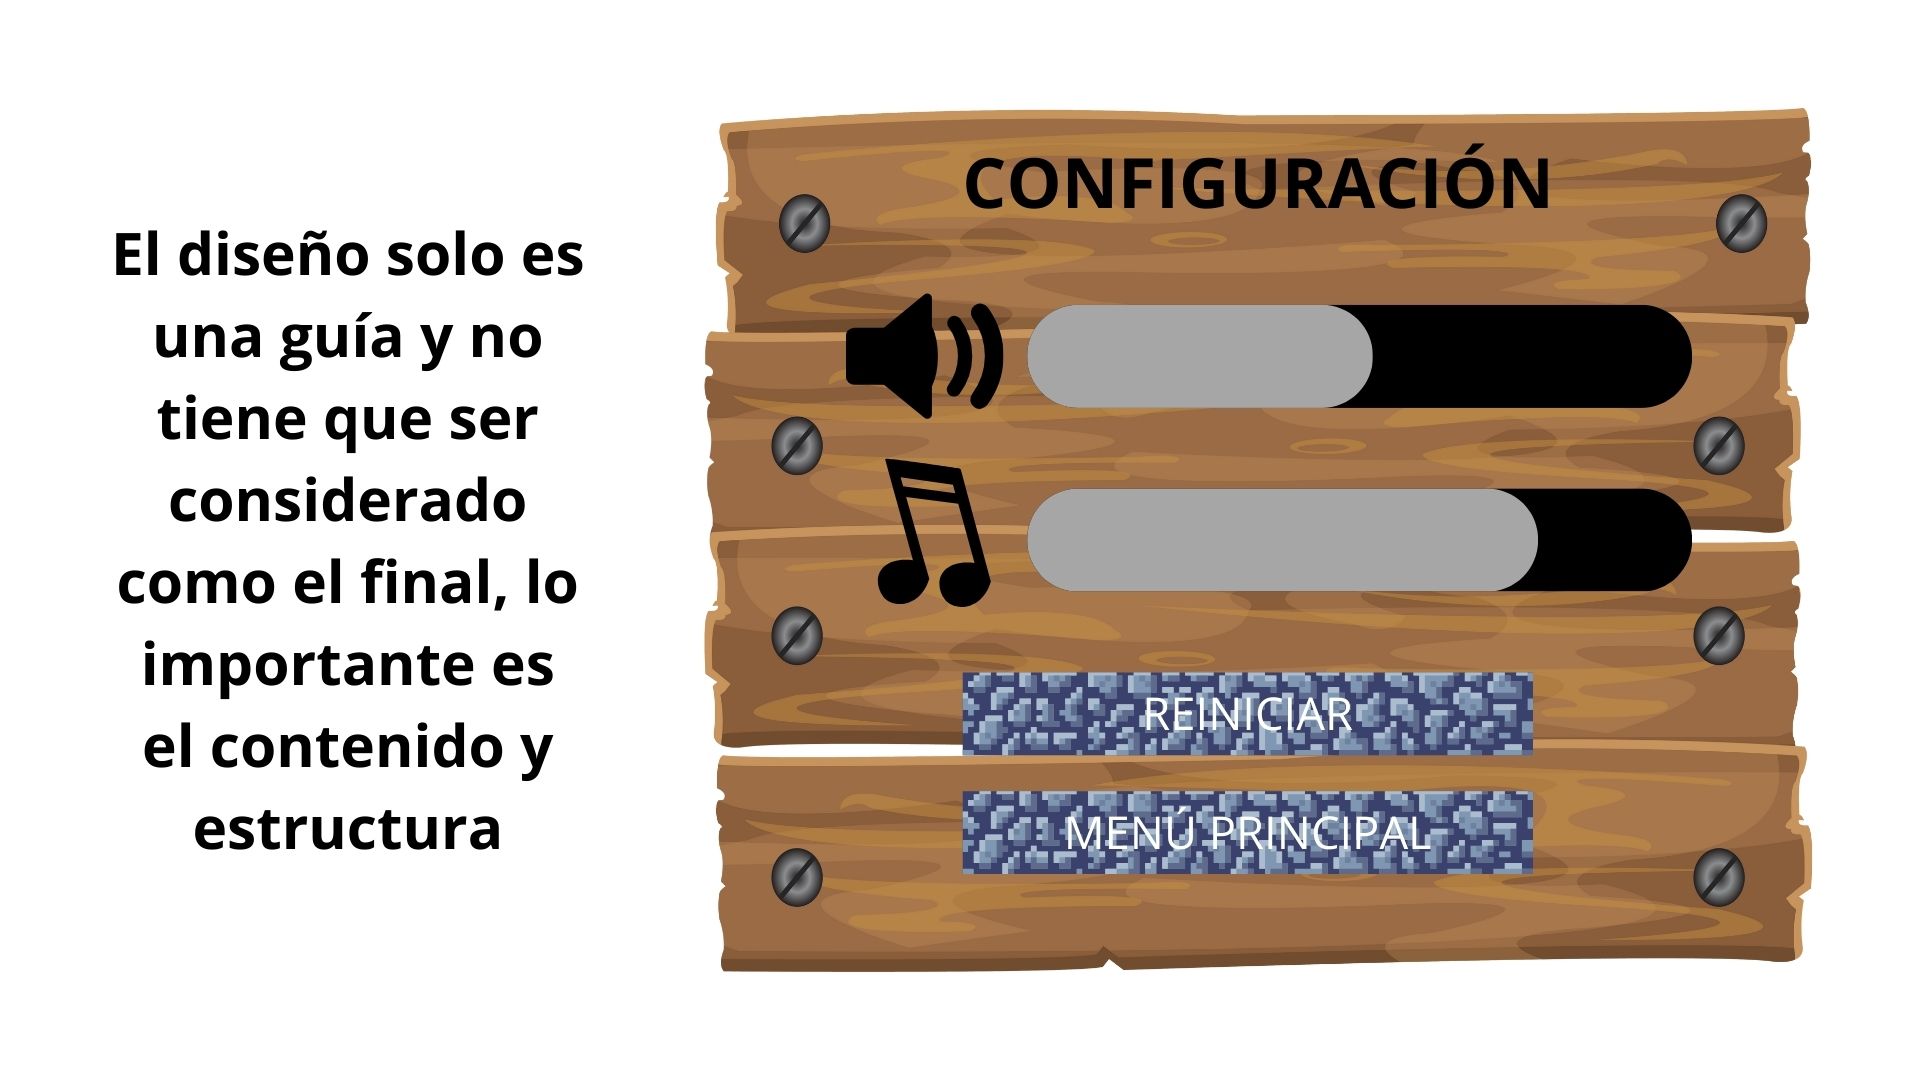 El diseño solo es
una guía y no
tiene que ser
considerado
como el final, lo
importante es
el contenido y
estructura
CONFIGURACIÓN
REINICIAR
MENÚ PRINCIPAL